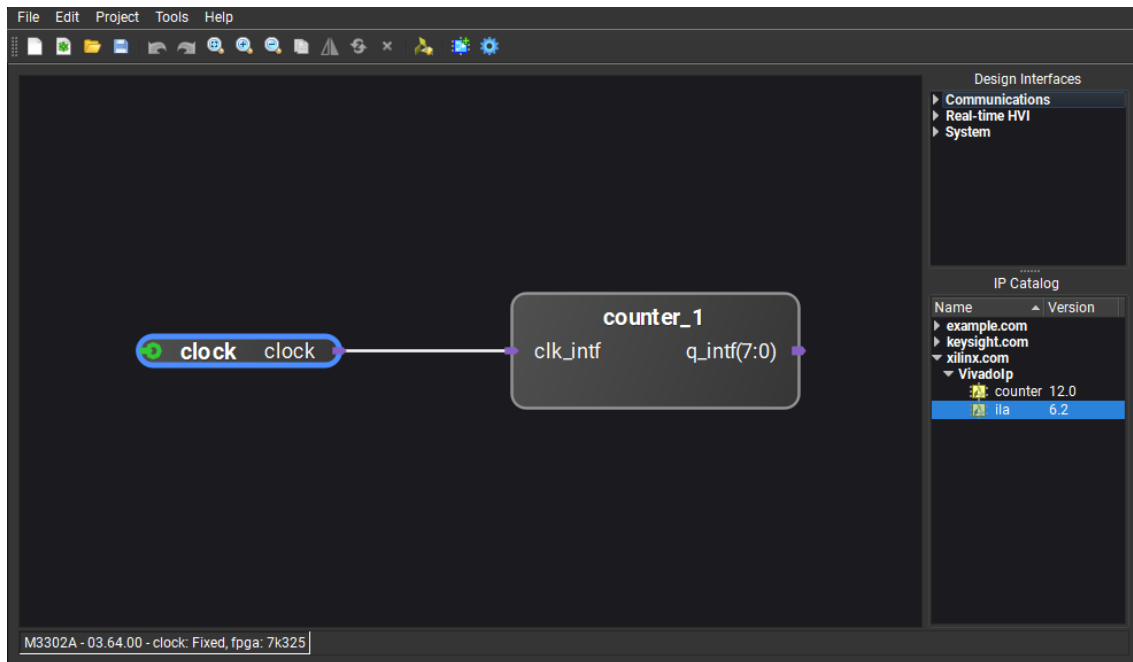 File Edit Project Tools Help
Design Interfaces
Communications
Real-time HVI
System
IP Catalog
Name Version
example.com
keysight.com
xilinx.com
VivadoIp
counter 12.0
ila 6.2
clock clock
counter_1
clk_intf q_intf(7:0)
M3302A - 03.64.00 - clock: Fixed, fpga: 7k325